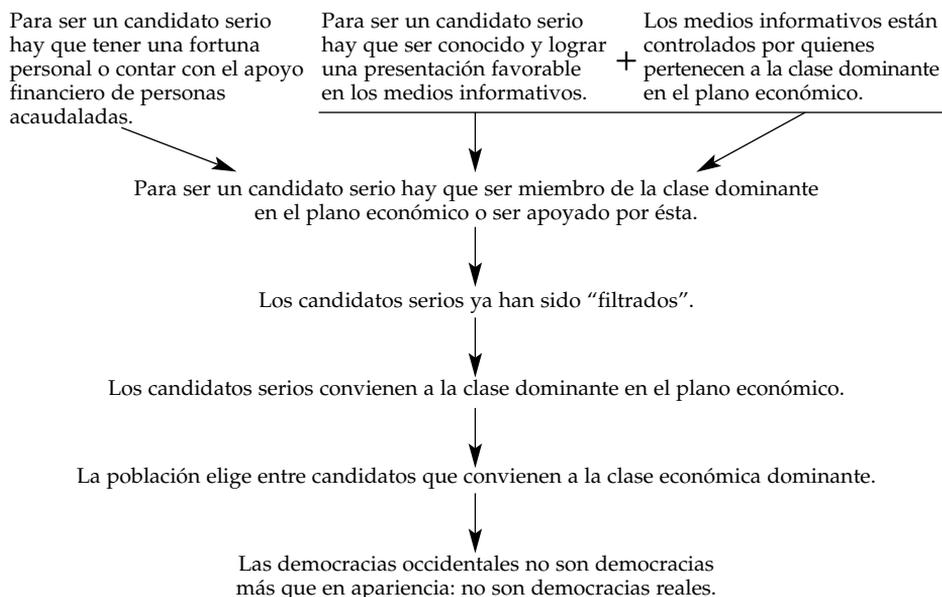 Para ser un candidato serio
hay que tener una fortuna
personal o contar con el apoyo
financiero de personas
acaudaladas.
Para ser un candidato serio
hay que ser conocido y lograr
una presentación favorable
en los medios informativos.
+
Los medios informativos están
controlados por quienes
pertenecen a la clase dominante
en el plano económico.
Para ser un candidato serio hay que ser miembro de la clase dominante
en el plano económico o ser apoyado por ésta.
Los candidatos serios ya han sido “filtrados”.
Los candidatos serios convienen a la clase dominante en el plano económico.
La población elige entre candidatos que convienen a la clase económica dominante.
Las democracias occidentales no son democracias
más que en apariencia: no son democracias reales.